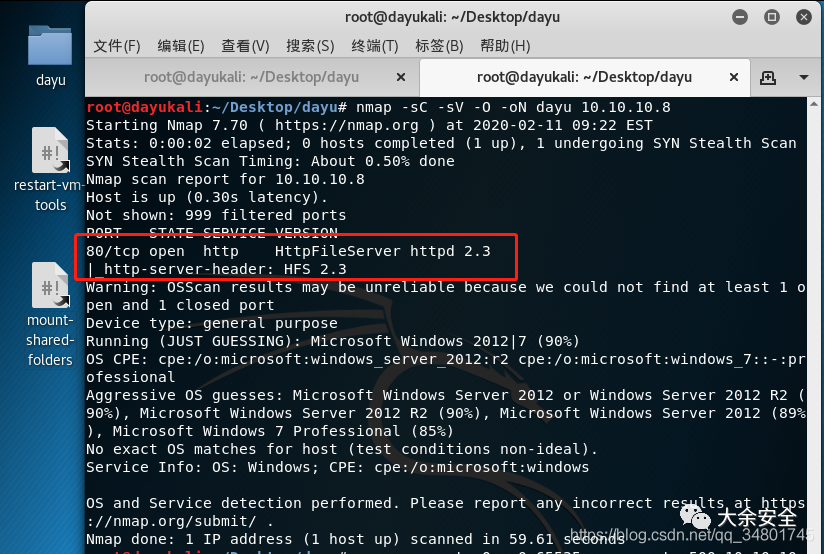 root@dayukali: ~/Desktop/dayu
文件(F) 编辑(E) 查看(V) 搜索(S) 终端(T) 标签(B) 帮助(H)
root@dayukali: ~/Desktop/dayu × root@dayukali: ~/Desktop/dayu ×
dayu
#!
restart-vm-
tools
#!
mount-
shared-
folders
root@dayukali:~/Desktop/dayu# nmap -sC -sV -O -oN dayu 10.10.10.8
Starting Nmap 7.70 ( https://nmap.org ) at 2020-02-11 09:22 EST
Stats: 0:00:02 elapsed; 0 hosts completed (1 up), 1 undergoing SYN Stealth Scan
SYN Stealth Scan Timing: About 0.50% done
Nmap scan report for 10.10.10.8
Host is up (0.30s latency).
Not shown: 999 filtered ports
PORT STATE SERVICE VERSION
80/tcp open http HttpFileServer httpd 2.3
|_http-server-header: HFS 2.3
Warning: OSScan results may be unreliable because we could not find at least 1 o
pen and 1 closed port
Device type: general purpose
Running (JUST GUESSING): Microsoft Windows 2012|7 (90%)
OS CPE: cpe:/o:microsoft:windows_server_2012:r2 cpe:/o:microsoft:windows_7::-:pr
ofessional
Aggressive OS guesses: Microsoft Windows Server 2012 or Windows Server 2012 R2 (
90%), Microsoft Windows Server 2012 R2 (90%), Microsoft Windows Server 2012 (89%
), Microsoft Windows 7 Professional (85%)
No exact OS matches for host (test conditions non-ideal).
Service Info: OS: Windows; CPE: cpe:/o:microsoft:windows
OS and Service detection performed. Please report any incorrect results at https
://nmap.org/submit/ .
Nmap done: 1 IP address (1 host up) scanned in 59.61 seconds
大余安全
https://blog.csdn.net/qq_34801745